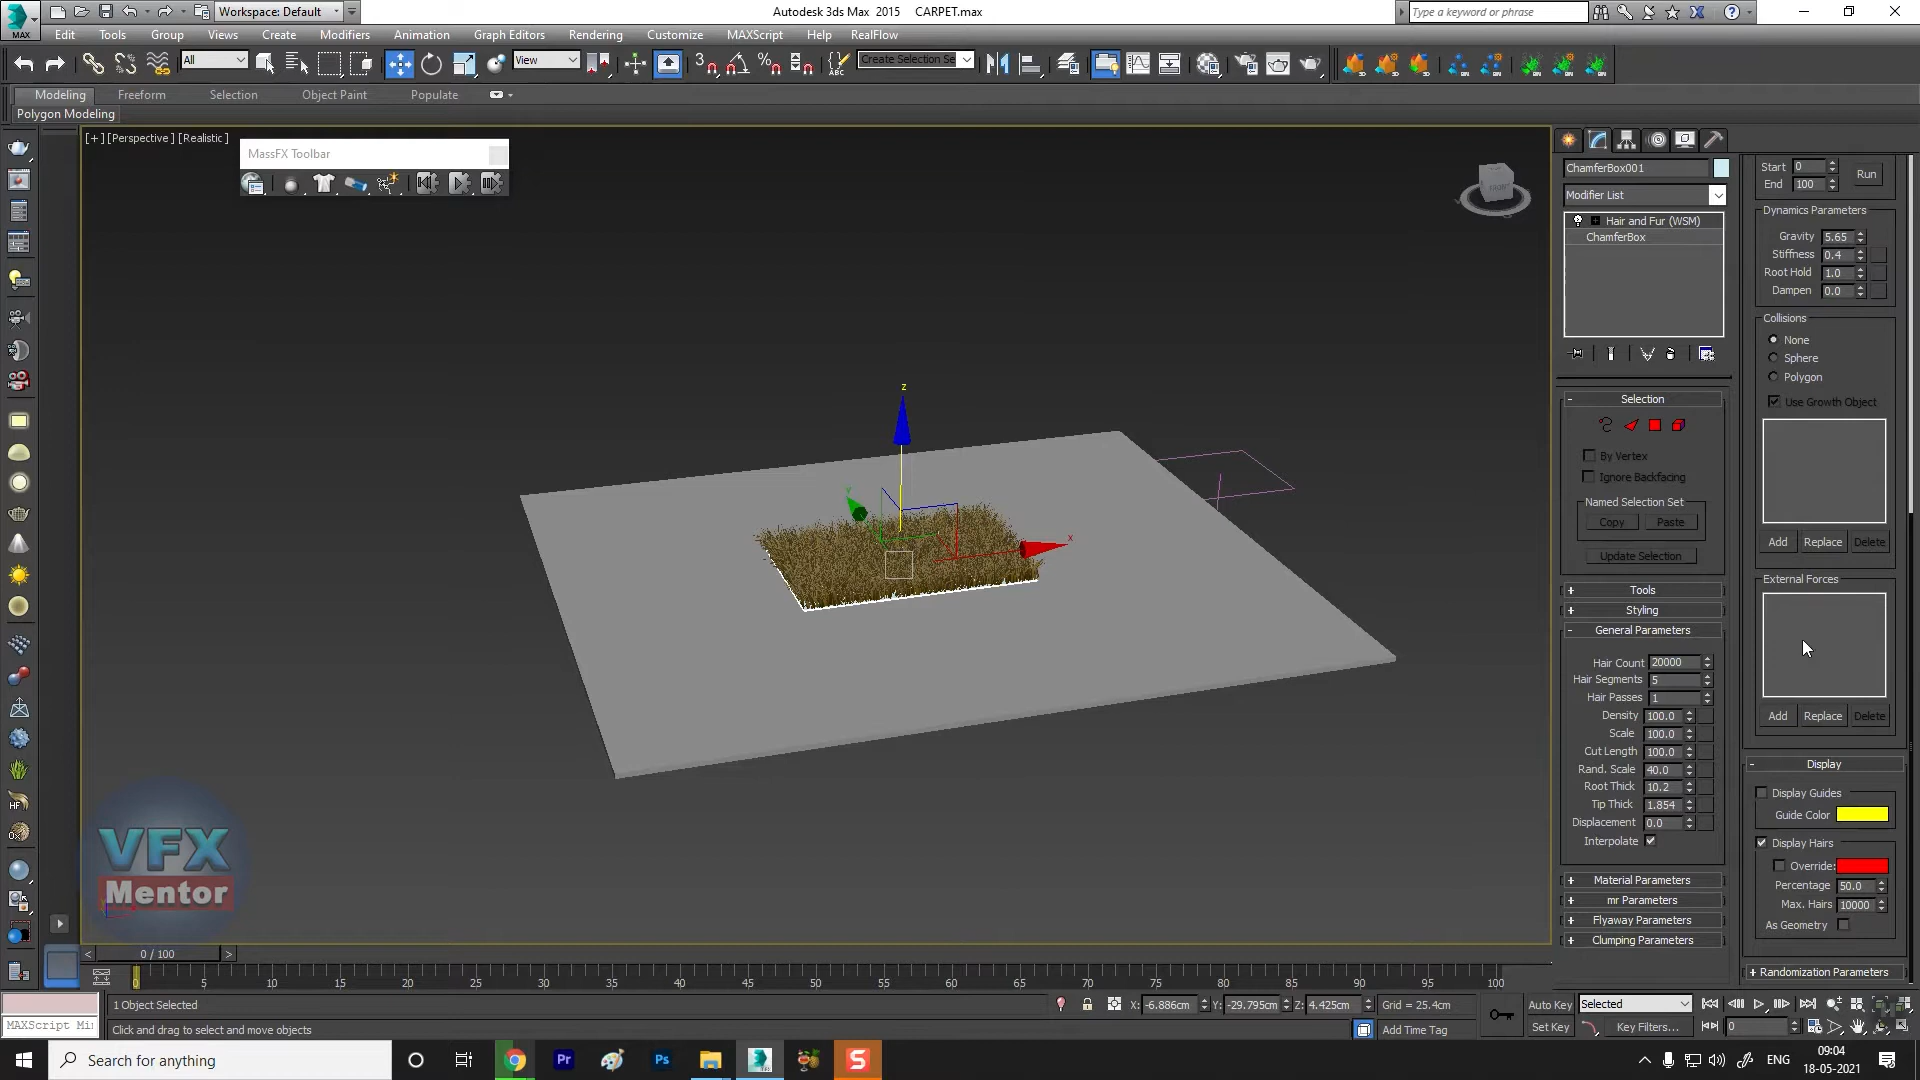 MAX
Workspace: Default
Autodesk 3ds Max 2015 CARPET.max
Type a keyword or phrase
Edit Tools Group Views Create Modifiers Animation Graph Editors Rendering Customize MAXScript Help RealFlow
All
View
Create Selection Se
Modeling Freeform Selection Object Paint Populate
Polygon Modeling
[+] [Perspective] [Realistic]
MassFX Toolbar
FRONT
z
y
x
VFX
Mentor
HF
ChamferBox001
Modifier List
Hair and Fur (WSM)
ChamferBox
Selection
By Vertex
Ignore Backfacing
Named Selection Set
Copy Paste
Update Selection
Tools
Styling
General Parameters
Hair Count 20000
Hair Segments 5
Hair Passes 1
Density 100.0
Scale 100.0
Cut Length 100.0
Rand. Scale 40.0
Root Thick 10.2
Tip Thick 1.854
Displacement 0.0
Interpolate
Material Parameters
mr Parameters
Flyaway Parameters
Clumping Parameters
Start 0
End 100
Run
Dynamics Parameters
Gravity 5.65
Stiffness 0.4
Root Hold 1.0
Dampen 0.0
Collisions
None
Sphere
Polygon
Use Growth Object
Add Replace Delete
External Forces
Add Replace Delete
Display
Display Guides
Guide Color
Display Hairs
Override:
Percentage 50.0
Max. Hairs 10000
As Geometry
Randomization Parameters
< 0 / 100 >
0 5 10 15 20 25 30 35 40 45 50 55 60 65 70 75 80 85 90 95 100
1 Object Selected
X: -6.886cm Y: -29.795cm Z: 4.425cm Grid = 25.4cm
Auto Key Selected
MAXScript Mi
Click and drag to select and move objects
Add Time Tag
Set Key Key Filters... 0
Search for anything
Pr
Ps
S
ENG
09:04
18-05-2021